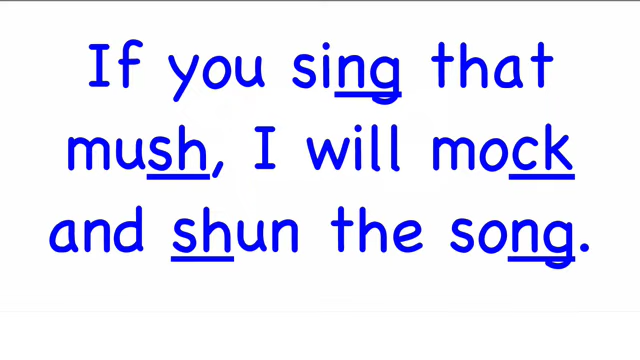 If you sing that
mush, I will mock
and shun the song.